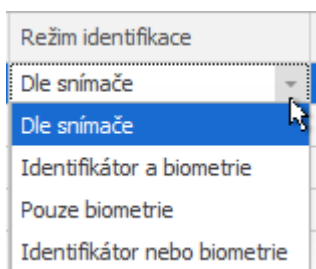 Režim identifikace
Dle snímače
Dle snímače
Identifikátor a biometrie
Pouze biometrie
Identifikátor nebo biometrie